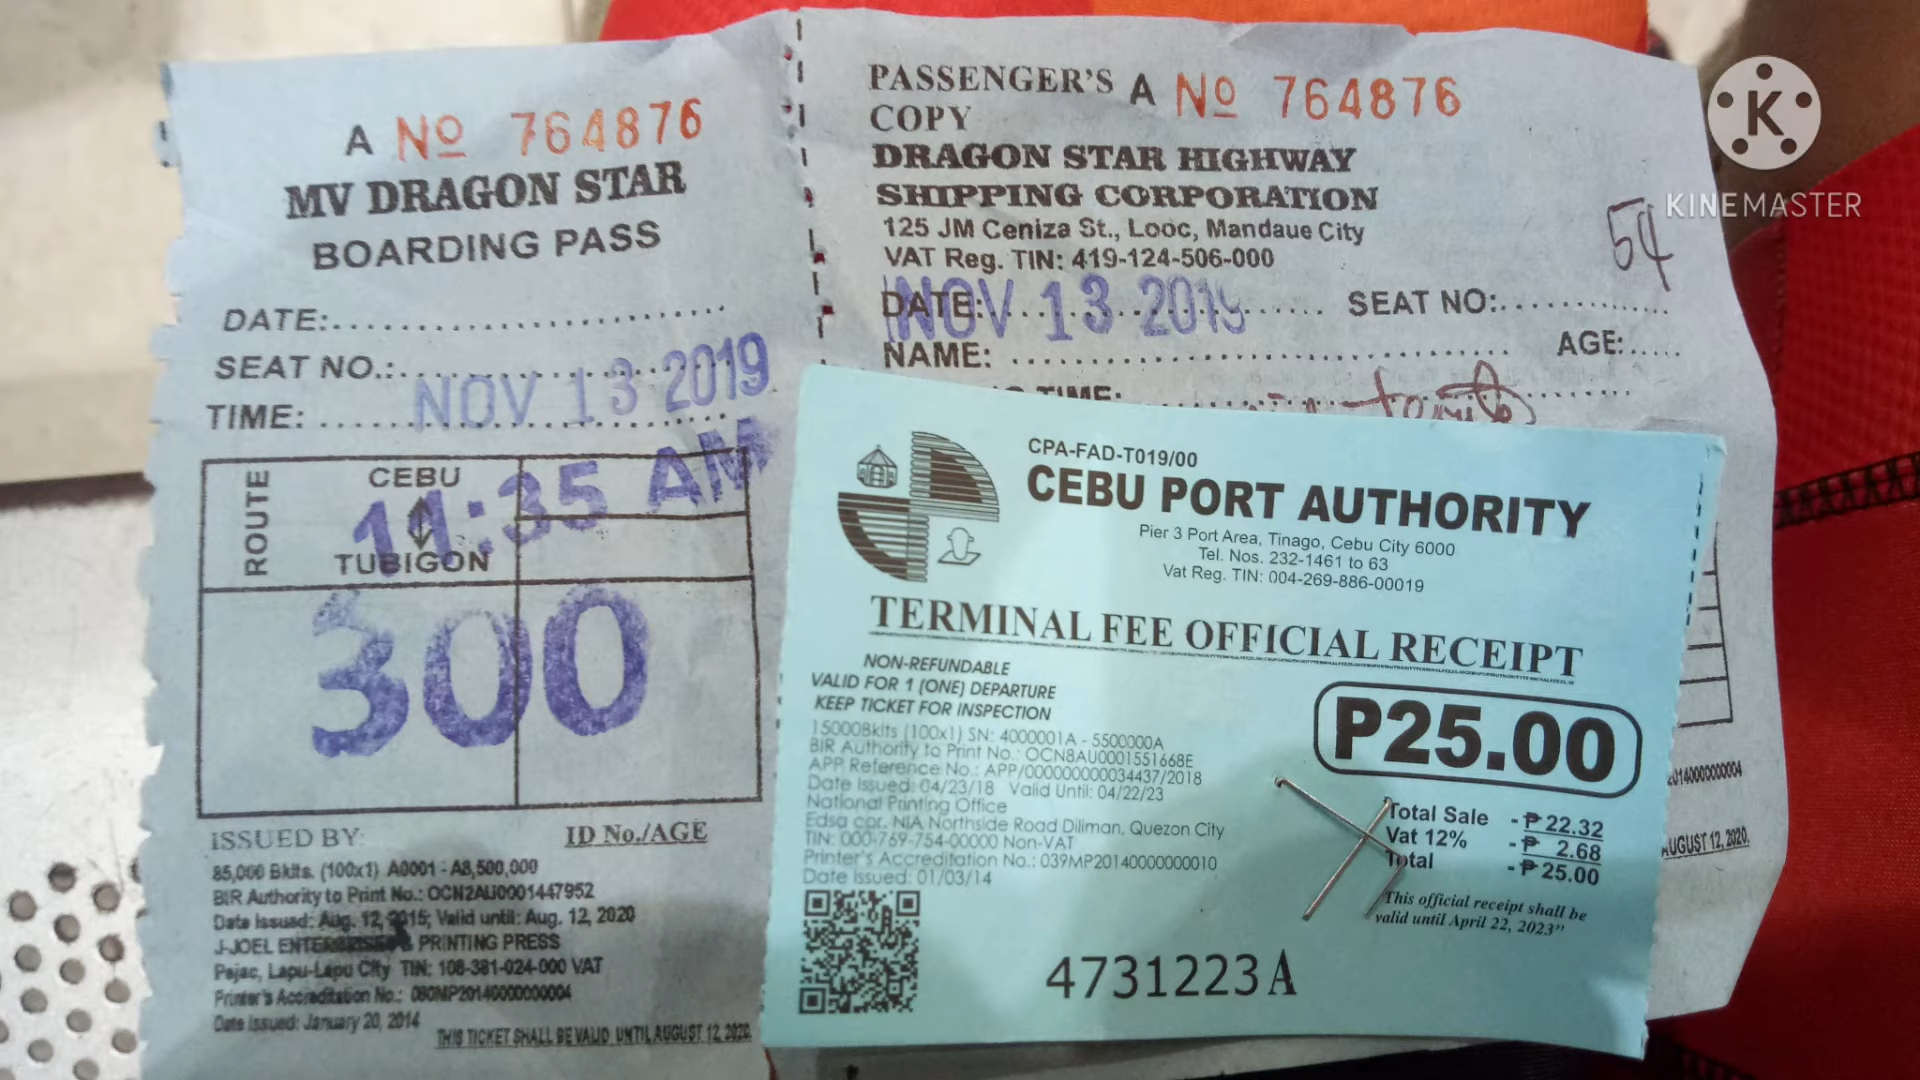 A No 764876
MV DRAGON STAR
BOARDING PASS
DATE:
SEAT NO.:
NOV 13 2019
TIME:
11:35 AM
ROUTE
CEBU
TUBIGON
300
ISSUED BY:
ID No./AGE
85,000 Bklts. (100x1) A0001 - A8,500,000
BIR Authority to Print No.: OCN2AU0001447952
Date Issued: Aug. 12, 2015; Valid until: Aug. 12, 2020
J-JOEL ENTERPRISES & PRINTING PRESS
Pajac, Lapu-Lapu City TIN: 108-381-024-000 VAT
Printer's Accreditation No.: 080MP20140000000004
Date Issued: January 20, 2014
THIS TICKET SHALL BE VALID UNTIL AUGUST 12, 2020.
PASSENGER'S COPY
A No 764876
DRAGON STAR HIGHWAY
SHIPPING CORPORATION
125 JM Ceniza St., Looc, Mandaue City
VAT Reg. TIN: 419-124-506-000
54
DATE: NOV 13 2019 SEAT NO:
NAME: AGE:
TIME:
20140000000004
AUGUST 12, 2020.
CPA-FAD-T019/00
CEBU PORT AUTHORITY
Pier 3 Port Area, Tinago, Cebu City 6000
Tel. Nos. 232-1461 to 63
Vat Reg. TIN: 004-269-886-00019
TERMINAL FEE OFFICIAL RECEIPT
NON-REFUNDABLE
VALID FOR 1 (ONE) DEPARTURE
KEEP TICKET FOR INSPECTION
P25.00
15000Bklts (100x1) SN: 4000001A - 5500000A
BIR Authority to Print No.: OCN8AU0001551668E
APP Reference No.: APP/000000000034437/2018
Date Issued: 04/23/18 Valid Until: 04/22/23
National Printing Office
Edsa cor. NIA Northside Road Diliman, Quezon City
TIN: 000-769-754-00000 Non-VAT
Printer's Accreditation No.: 039MP20140000000010
Date Issued: 01/03/14
Total Sale - ₱ 22.32
Vat 12% - ₱ 2.68
Total - ₱ 25.00
"This official receipt shall be
valid until April 22, 2023"
4731223A
K
KINEMASTER